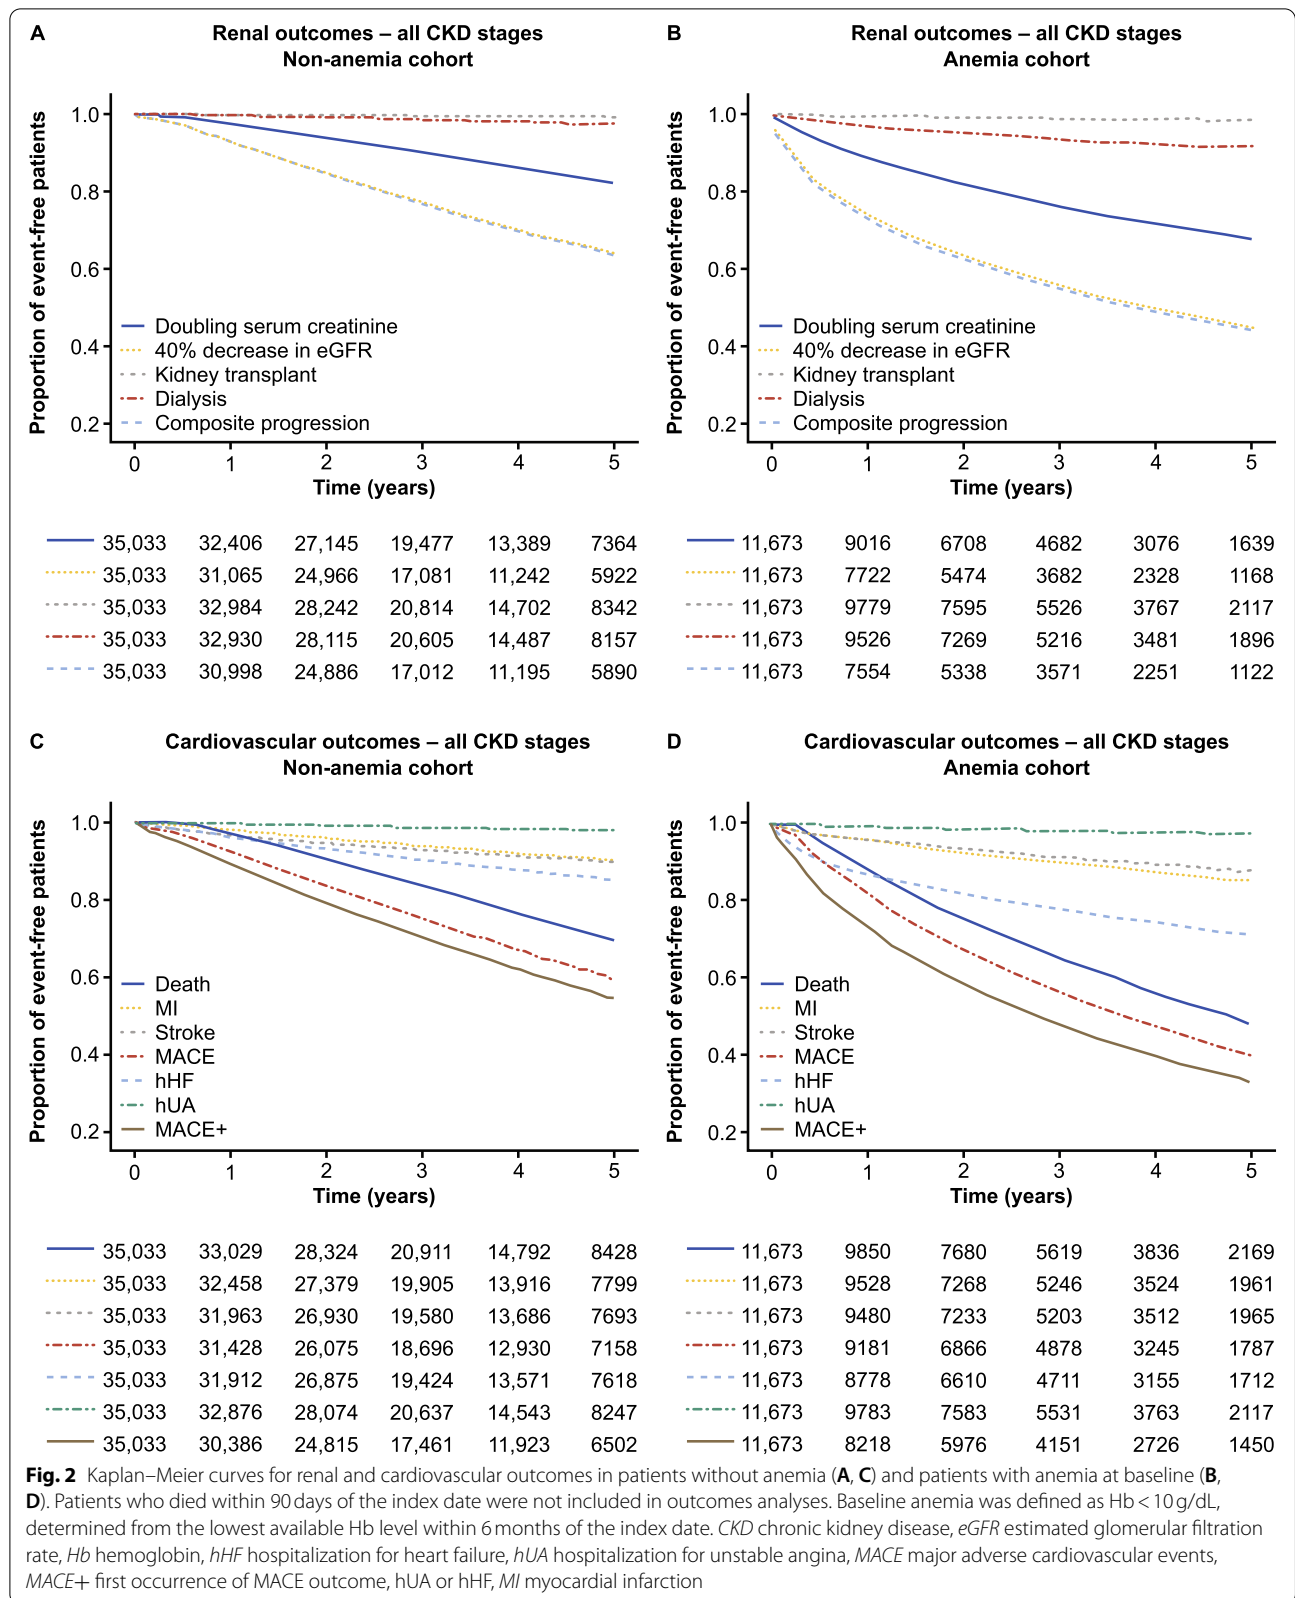 A
Renal outcomes – all CKD stages
Non-anemia cohort
Proportion of event-free patients
1.0
0.8
0.6
0.4
0.2
Doubling serum creatinine
40% decrease in eGFR
Kidney transplant
Dialysis
Composite progression
0 1 2 3 4 5
Time (years)
35,033 32,406 27,145 19,477 13,389 7364
35,033 31,065 24,966 17,081 11,242 5922
35,033 32,984 28,242 20,814 14,702 8342
35,033 32,930 28,115 20,605 14,487 8157
35,033 30,998 24,886 17,012 11,195 5890
B
Renal outcomes – all CKD stages
Anemia cohort
Proportion of event-free patients
1.0
0.8
0.6
0.4
0.2
Doubling serum creatinine
40% decrease in eGFR
Kidney transplant
Dialysis
Composite progression
0 1 2 3 4 5
Time (years)
11,673 9016 6708 4682 3076 1639
11,673 7722 5474 3682 2328 1168
11,673 9779 7595 5526 3767 2117
11,673 9526 7269 5216 3481 1896
11,673 7554 5338 3571 2251 1122
C
Cardiovascular outcomes – all CKD stages
Non-anemia cohort
Proportion of event-free patients
1.0
0.8
0.6
0.4
0.2
Death
MI
Stroke
MACE
hHF
hUA
MACE+
0 1 2 3 4 5
Time (years)
35,033 33,029 28,324 20,911 14,792 8428
35,033 32,458 27,379 19,905 13,916 7799
35,033 31,963 26,930 19,580 13,686 7693
35,033 31,428 26,075 18,696 12,930 7158
35,033 31,912 26,875 19,424 13,571 7618
35,033 32,876 28,074 20,637 14,543 8247
35,033 30,386 24,815 17,461 11,923 6502
D
Cardiovascular outcomes – all CKD stages
Anemia cohort
Proportion of event-free patients
1.0
0.8
0.6
0.4
0.2
Death
MI
Stroke
MACE
hHF
hUA
MACE+
0 1 2 3 4 5
Time (years)
11,673 9850 7680 5619 3836 2169
11,673 9528 7268 5246 3524 1961
11,673 9480 7233 5203 3512 1965
11,673 9181 6866 4878 3245 1787
11,673 8778 6610 4711 3155 1712
11,673 9783 7583 5531 3763 2117
11,673 8218 5976 4151 2726 1450
Fig. 2 Kaplan–Meier curves for renal and cardiovascular outcomes in patients without anemia (A, C) and patients with anemia at baseline (B,
D). Patients who died within 90 days of the index date were not included in outcomes analyses. Baseline anemia was defined as Hb < 10 g/dL,
determined from the lowest available Hb level within 6 months of the index date. CKD chronic kidney disease, eGFR estimated glomerular filtration
rate, Hb hemoglobin, hHF hospitalization for heart failure, hUA hospitalization for unstable angina, MACE major adverse cardiovascular events,
MACE+ first occurrence of MACE outcome, hUA or hHF, MI myocardial infarction